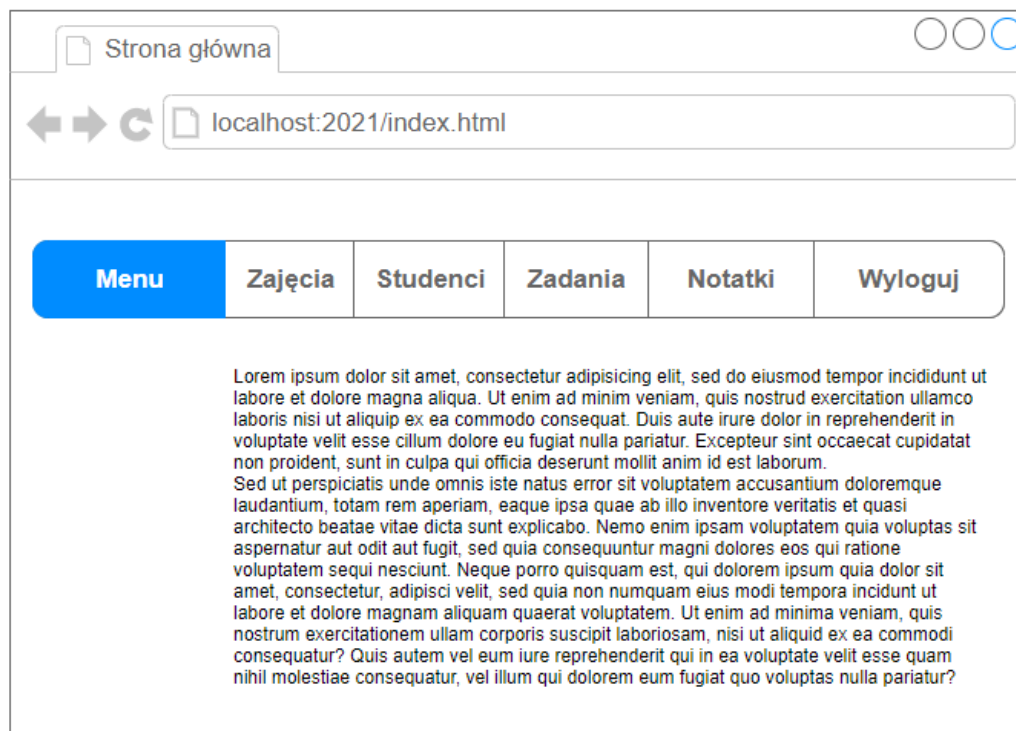 Strona główna
localhost:2021/index.html
Menu Zajęcia Studenci Zadania Notatki Wyloguj
Lorem ipsum dolor sit amet, consectetur adipisicing elit, sed do eiusmod tempor incididunt ut
labore et dolore magna aliqua. Ut enim ad minim veniam, quis nostrud exercitation ullamco
laboris nisi ut aliquip ex ea commodo consequat. Duis aute irure dolor in reprehenderit in
voluptate velit esse cillum dolore eu fugiat nulla pariatur. Excepteur sint occaecat cupidatat
non proident, sunt in culpa qui officia deserunt mollit anim id est laborum.
Sed ut perspiciatis unde omnis iste natus error sit voluptatem accusantium doloremque
laudantium, totam rem aperiam, eaque ipsa quae ab illo inventore veritatis et quasi
architecto beatae vitae dicta sunt explicabo. Nemo enim ipsam voluptatem quia voluptas sit
aspernatur aut odit aut fugit, sed quia consequuntur magni dolores eos qui ratione
voluptatem sequi nesciunt. Neque porro quisquam est, qui dolorem ipsum quia dolor sit
amet, consectetur, adipisci velit, sed quia non numquam eius modi tempora incidunt ut
labore et dolore magnam aliquam quaerat voluptatem. Ut enim ad minima veniam, quis
nostrum exercitationem ullam corporis suscipit laboriosam, nisi ut aliquid ex ea commodi
consequatur? Quis autem vel eum iure reprehenderit qui in ea voluptate velit esse quam
nihil molestiae consequatur, vel illum qui dolorem eum fugiat quo voluptas nulla pariatur?